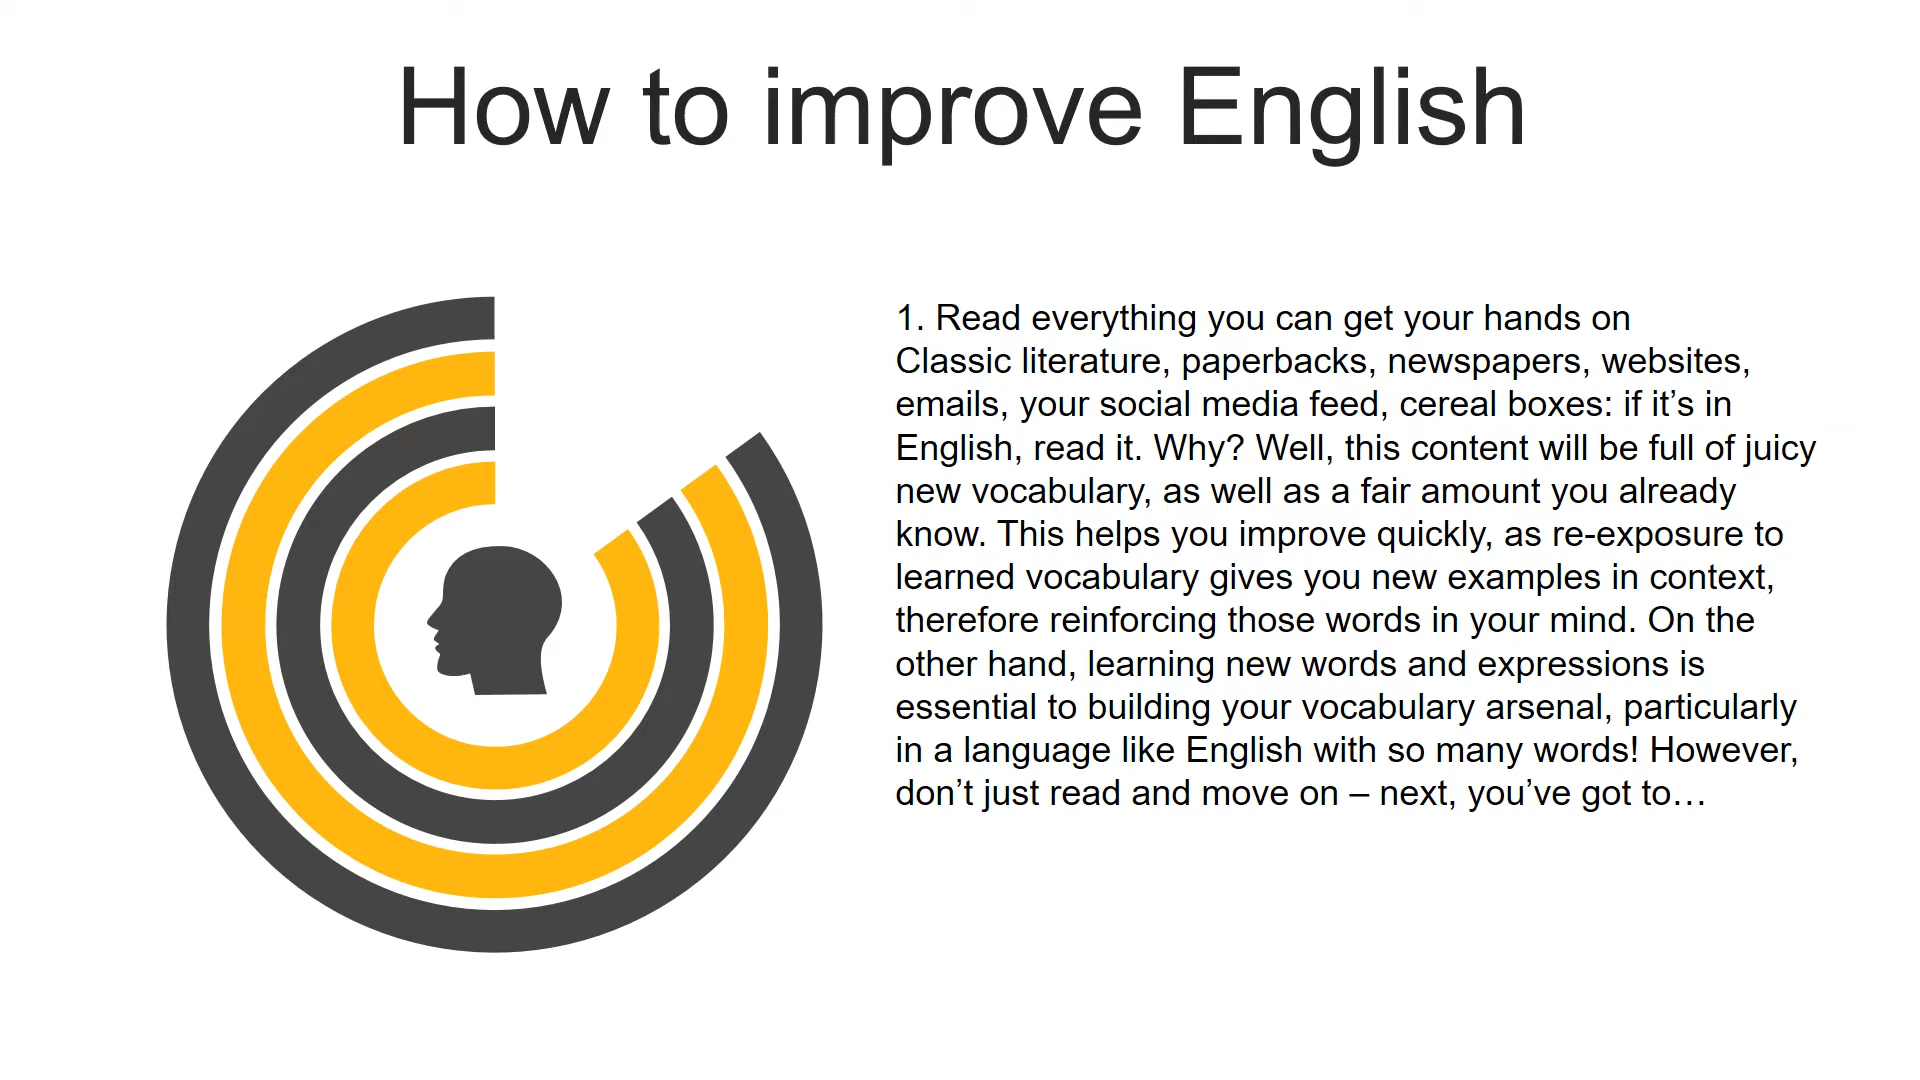 How to improve English
1. Read everything you can get your hands on
Classic literature, paperbacks, newspapers, websites,
emails, your social media feed, cereal boxes: if it’s in
English, read it. Why? Well, this content will be full of juicy
new vocabulary, as well as a fair amount you already
know. This helps you improve quickly, as re-exposure to
learned vocabulary gives you new examples in context,
therefore reinforcing those words in your mind. On the
other hand, learning new words and expressions is
essential to building your vocabulary arsenal, particularly
in a language like English with so many words! However,
don’t just read and move on – next, you’ve got to…